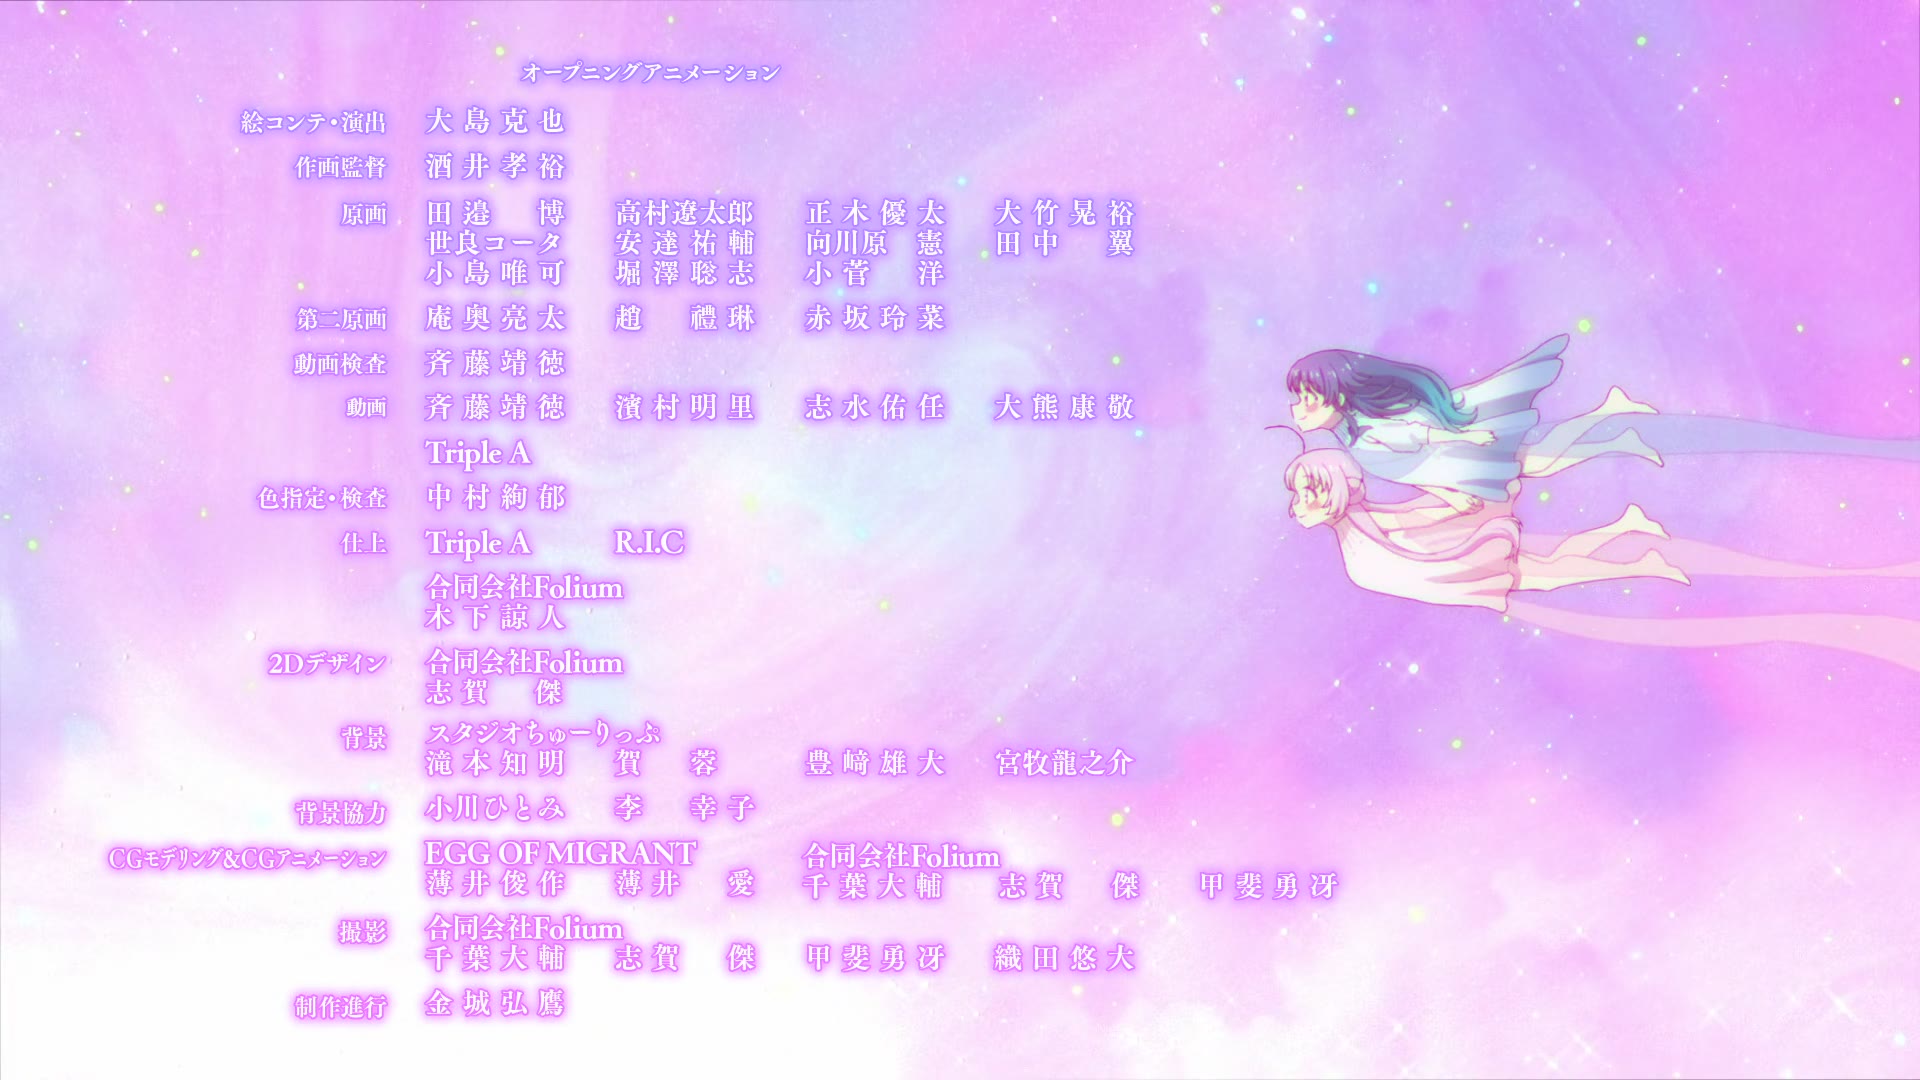 オープニングアニメーション
絵コンテ・演出 大島克也
作画監督 酒井孝裕
原画 田邉博 高村遼太郎 正木優太 大竹晃裕
世良コータ 安達祐輔 向川原憲 田中翼
小島唯可 堀澤聡志 小菅洋
第二原画 庵奥亮太 趙禮琳 赤坂玲菜
動画検査 斉藤靖徳
動画 斉藤靖徳 濱村明里 志水佑任 大熊康敬
Triple A
色指定・検査 中村絢郁
仕上 Triple A R.I.C
合同会社Folium
木下諒人
2Dデザイン 合同会社Folium
志賀傑
背景 スタジオちゅーりっぷ
滝本知明 賀蓉 豊﨑雄大 宮牧龍之介
背景協力 小川ひとみ 李幸子
CGモデリング&CGアニメーション EGG OF MIGRANT 合同会社Folium
薄井俊作 薄井愛 千葉大輔 志賀傑 甲斐勇冴
撮影 合同会社Folium
千葉大輔 志賀傑 甲斐勇冴 織田悠大
制作進行 金城弘鷹